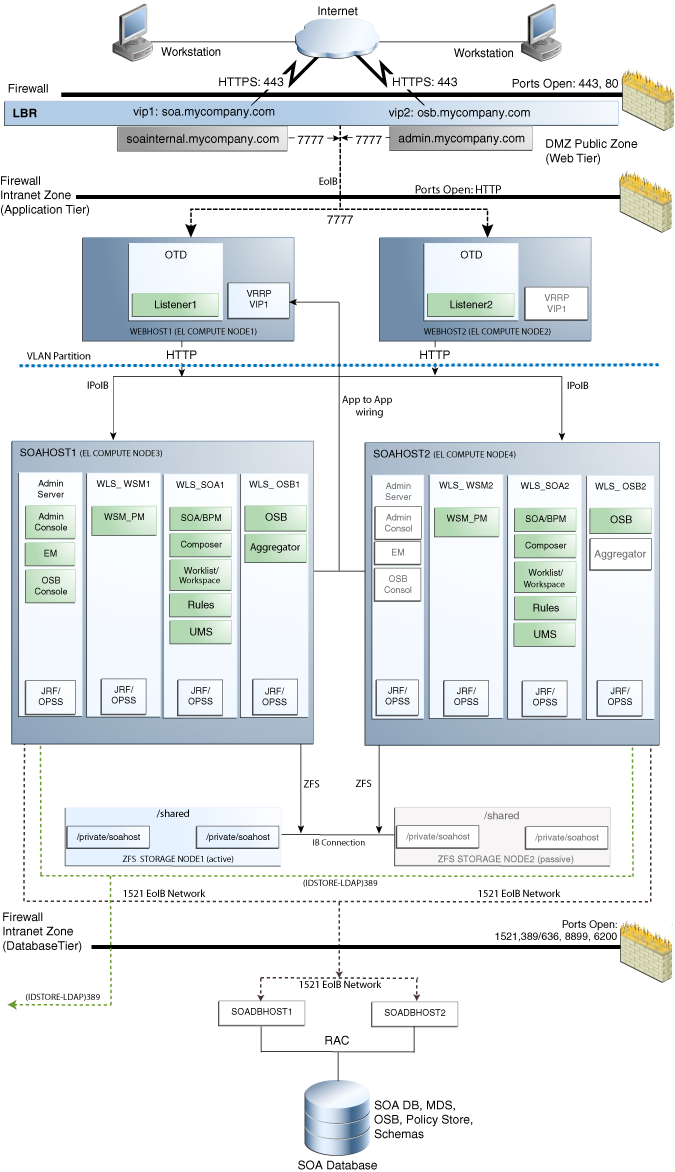 Internet
Workstation
Workstation
HTTPS: 443
HTTPS: 443
Firewall
Ports Open: 443, 80
LBR
vip1: soa.mycompany.com
vip2: osb.mycompany.com
soainternal.mycompany.com
7777
7777
admin.mycompany.com
DMZ Public Zone
(Web Tier)
Firewall
Intranet Zone
(Application Tier)
EoIB
Ports Open: HTTP
7777
OTD
Listener1
VRRP
VIP1
WEBHOST1 (EL COMPUTE NODE1)
OTD
Listener2
VRRP
VIP1
WEBHOST2 (EL COMPUTE NODE2)
VLAN Partition
HTTP
HTTP
IPoIB
IPoIB
App to App
wiring
SOAHOST1 (EL COMPUTE NODE3)
Admin
Server
Admin
Console
EM
OSB
Console
JRF/
OPSS
WLS_ WSM1
WSM_PM
JRF/
OPSS
WLS_SOA1
SOA/BPM
Composer
Worklist/
Workspace
Rules
UMS
JRF/
OPSS
WLS_ OSB1
OSB
Aggregator
JRF/
OPSS
SOAHOST2 (EL COMPUTE NODE4)
Admin
Server
Admin
Consol
EM
OSB
Consol
JRF/
OPSS
WLS_ WSM2
WSM_PM
JRF/
OPSS
WLS_SOA2
SOA/BPM
Composer
Worklist/
Workspace
Rules
UMS
JRF/
OPSS
WLS_ OSB2
OSB
Aggregator
JRF/
OPSS
ZFS
ZFS
/shared
/private/soahost
/private/soahost
ZFS STORAGE NODE1 (active)
IB Connection
/shared
/private/soahost
/private/soahost
ZFS STORAGE NODE2 (passive)
(IDSTORE-LDAP)389
1521 EoIB Network
1521 EoIB Network
Firewall
Intranet Zone
(DatabaseTier)
Ports Open:
1521,389/636, 8899, 6200
(IDSTORE-LDAP)389
1521 EoIB Network
SOADBHOST1
SOADBHOST2
RAC
SOA DB, MDS,
OSB, Policy Store,
Schemas
SOA Database